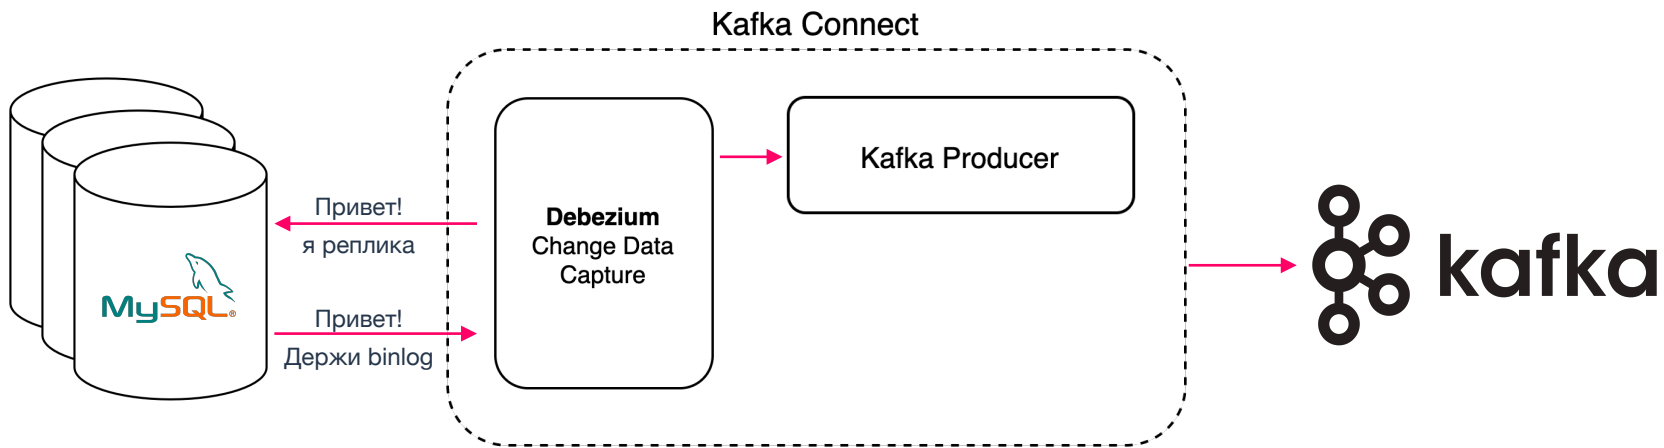 Kafka Connect
Привет!
я реплика
Привет!
Держи binlog
MySQL®
Debezium
Change Data
Capture
Kafka Producer
kafka